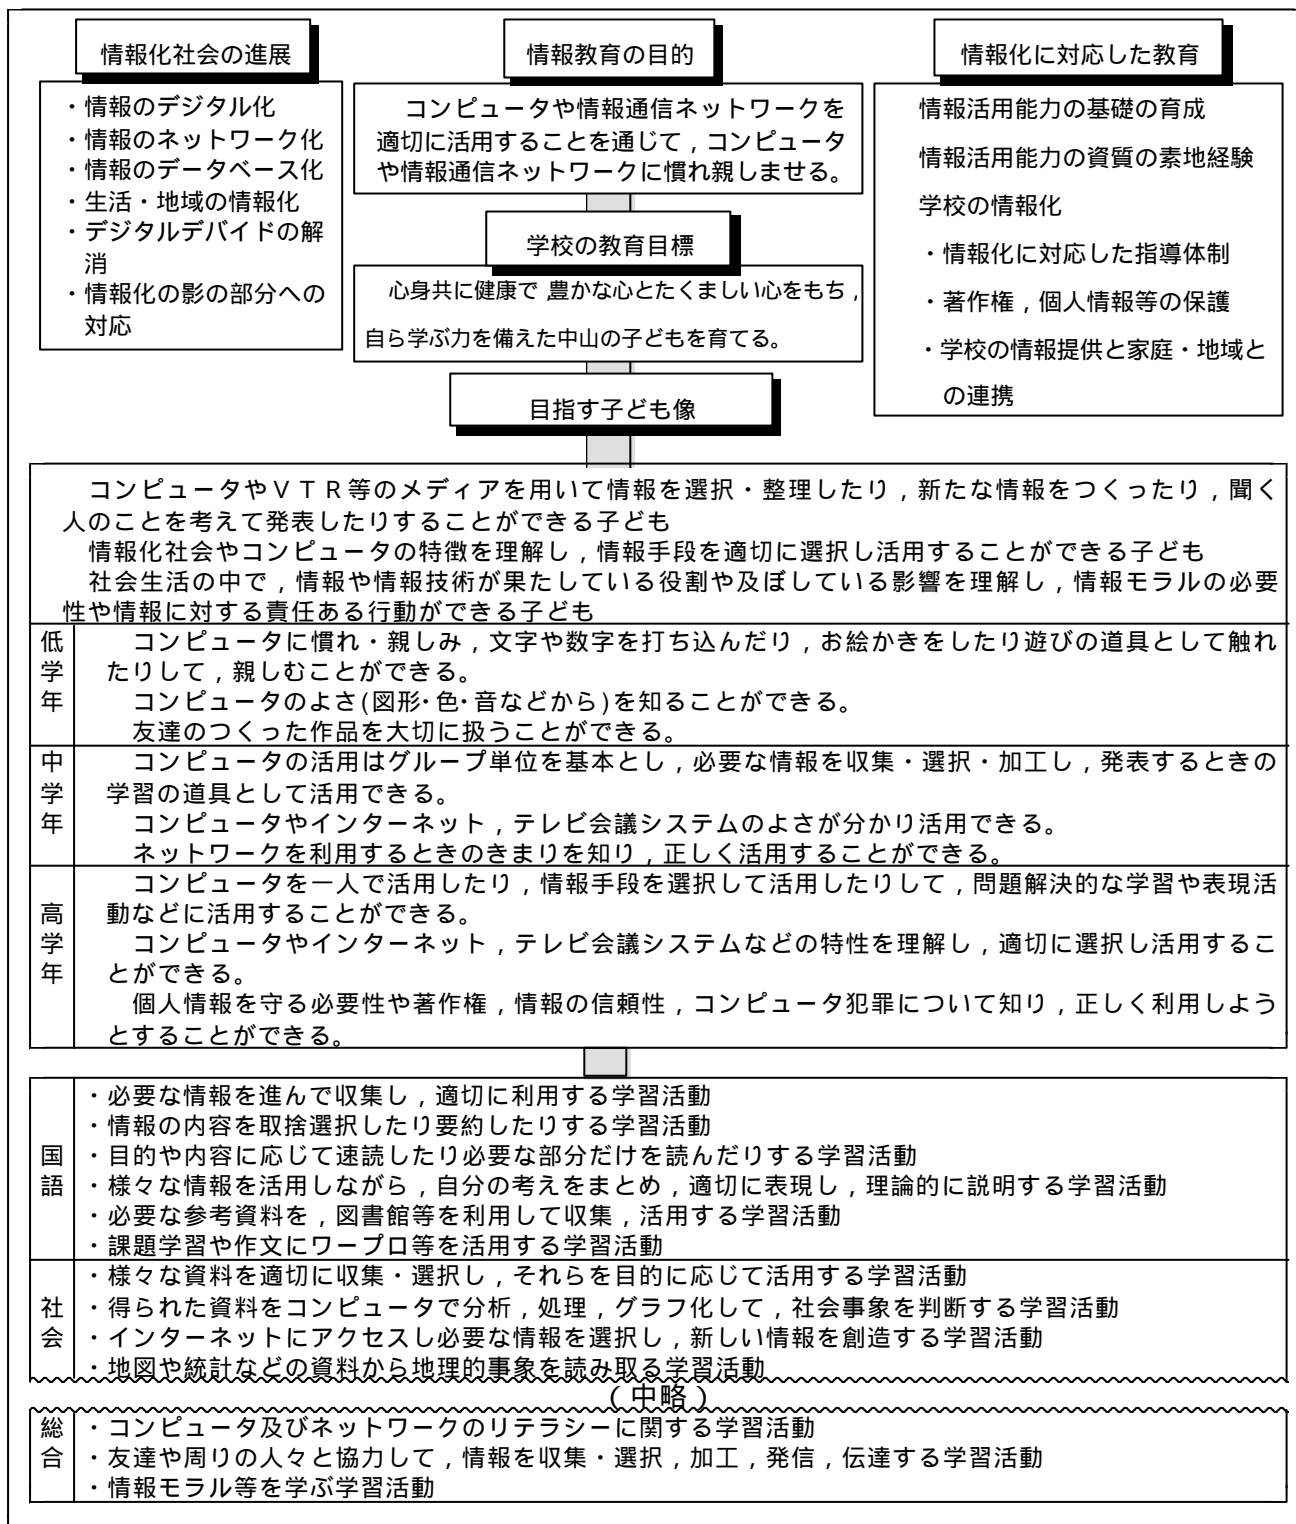 情報化社会の進展
・情報のデジタル化
・情報のネットワーク化
・情報のデータベース化
・生活・地域の情報化
・デジタルデバイドの解
消
・情報化の影の部分への
対応
情報教育の目的
コンピュータや情報通信ネットワークを
適切に活用することを通じて，コンピュータ
や情報通信ネットワークに慣れ親しませる。
学校の教育目標
心身共に健康で，豊かな心とたくましい心をもち，
自ら学ぶ力を備えた中山の子どもを育てる。
目指す子ども像
情報化に対応した教育
情報活用能力の基礎の育成
情報活用能力の資質の素地経験
学校の情報化
・情報化に対応した指導体制
・著作権，個人情報等の保護
・学校の情報提供と家庭・地域と
の連携
コンピュータやＶＴＲ等のメディアを用いて情報を選択・整理したり，新たな情報をつくったり，聞く
人のことを考えて発表したりすることができる子ども
情報化社会やコンピュータの特徴を理解し，情報手段を適切に選択し活用することができる子ども
社会生活の中で，情報や情報技術が果たしている役割や及ぼしている影響を理解し，情報モラルの必要
性や情報に対する責任ある行動ができる子ども
低学年
コンピュータに慣れ・親しみ，文字や数字を打ち込んだり，お絵かきをしたり遊びの道具として触れ
たりして，親しむことができる。
コンピュータのよさ(図形･色･音などから)を知ることができる。
友達のつくった作品を大切に扱うことができる。
中学年
コンピュータの活用はグループ単位を基本とし，必要な情報を収集・選択・加工し，発表するときの
学習の道具として活用できる。
コンピュータやインターネット，テレビ会議システムのよさが分かり活用できる。
ネットワークを利用するときのきまりを知り，正しく活用することができる。
高学年
コンピュータを一人で活用したり，情報手段を選択して活用したりして，問題解決的な学習や表現活
動などに活用することができる。
コンピュータやインターネット，テレビ会議システムなどの特性を理解し，適切に選択し活用するこ
とができる。
個人情報を守る必要性や著作権，情報の信頼性，コンピュータ犯罪について知り，正しく利用しよう
とすることができる。
国語
・必要な情報を進んで収集し，適切に利用する学習活動
・情報の内容を取捨選択したり要約したりする学習活動
・目的や内容に応じて速読したり必要な部分だけを読んだりする学習活動
・様々な情報を活用しながら，自分の考えをまとめ，適切に表現し，理論的に説明する学習活動
・必要な参考資料を，図書館等を利用して収集，活用する学習活動
・課題学習や作文にワープロ等を活用する学習活動
社会
・様々な資料を適切に収集・選択し，それらを目的に応じて活用する学習活動
・得られた資料をコンピュータで分析，処理，グラフ化して，社会事象を判断する学習活動
・インターネットにアクセスし必要な情報を選択し，新しい情報を創造する学習活動
・地図や統計などの資料から地理的事象を読み取る学習活動
（中略）
総合
・コンピュータ及びネットワークのリテラシーに関する学習活動
・友達や周りの人々と協力して，情報を収集・選択，加工，発信，伝達する学習活動
・情報モラル等を学ぶ学習活動